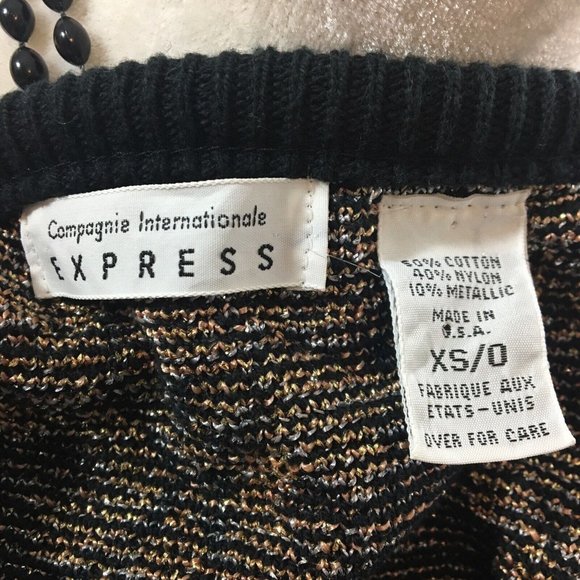 Compagnie Internationale
EXPRESS
50% COTTON
40% NYLON
10% METALLIC
MADE IN
U.S.A.
XS/0
FABRIQUE AUX
ETATS-UNIS
OVER FOR CARE